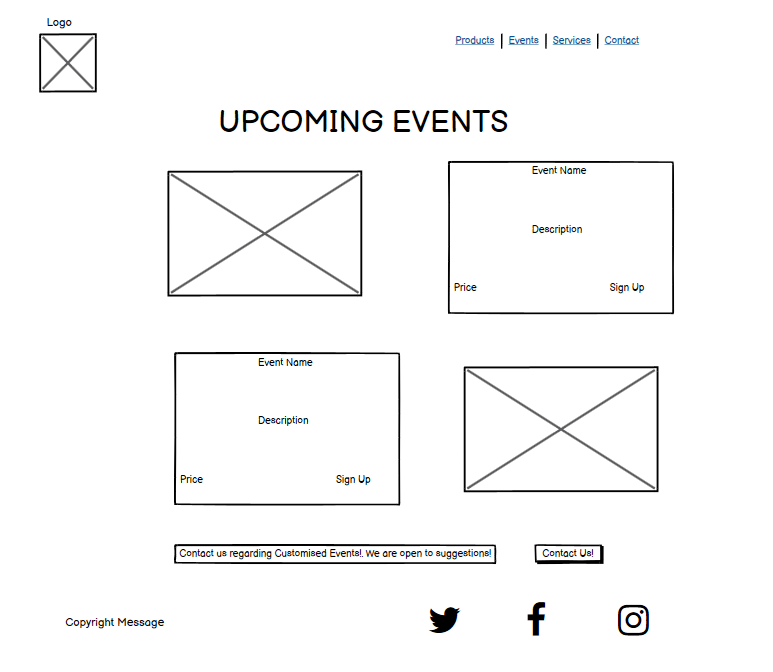 Logo
Products | Events | Services | Contact
UPCOMING EVENTS
Event Name
Description
Price Sign Up
Event Name
Description
Price Sign Up
Contact us regarding Customised Events!. We are open to suggestions!
Contact Us!
Copyright Message